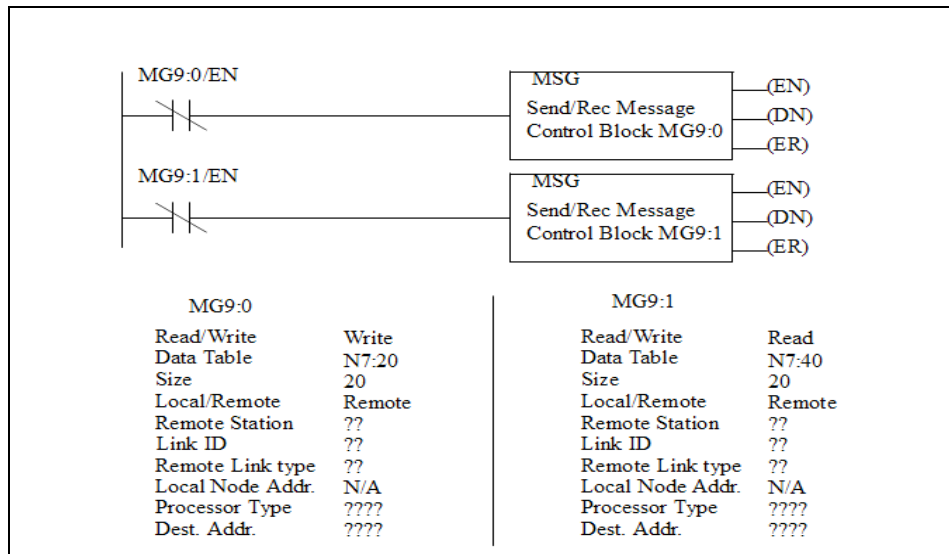 MG9:0/EN
MSG
Send/Rec Message
Control Block MG9:0
(EN)
(DN)
(ER)
MG9:1/EN
MSG
Send/Rec Message
Control Block MG9:1
(EN)
(DN)
(ER)
MG9:0
Read/Write Write
Data Table N7:20
Size 20
Local/Remote Remote
Remote Station ??
Link ID ??
Remote Link type ??
Local Node Addr. N/A
Processor Type ????
Dest. Addr. ????
MG9:1
Read/Write Read
Data Table N7:40
Size 20
Local/Remote Remote
Remote Station ??
Link ID ??
Remote Link type ??
Local Node Addr. N/A
Processor Type ????
Dest. Addr. ????